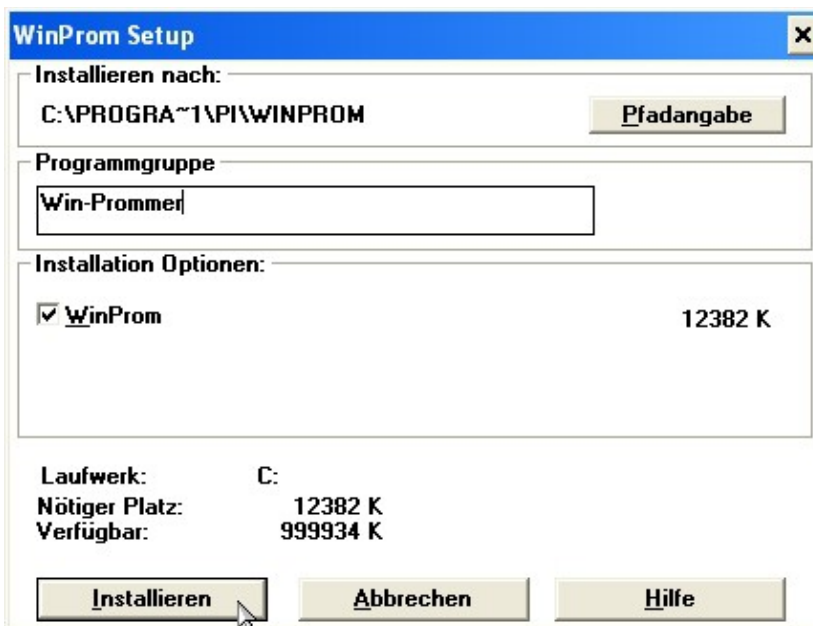 WinProm Setup
Installieren nach:
C:\PROGRA~1\PI\WINPROM
Pfadangabe
Programmgruppe
Win-Prommer
Installation Optionen:
WinProm 12382 K
Laufwerk: C:
Nötiger Platz: 12382 K
Verfügbar: 999934 K
Installieren Abbrechen Hilfe